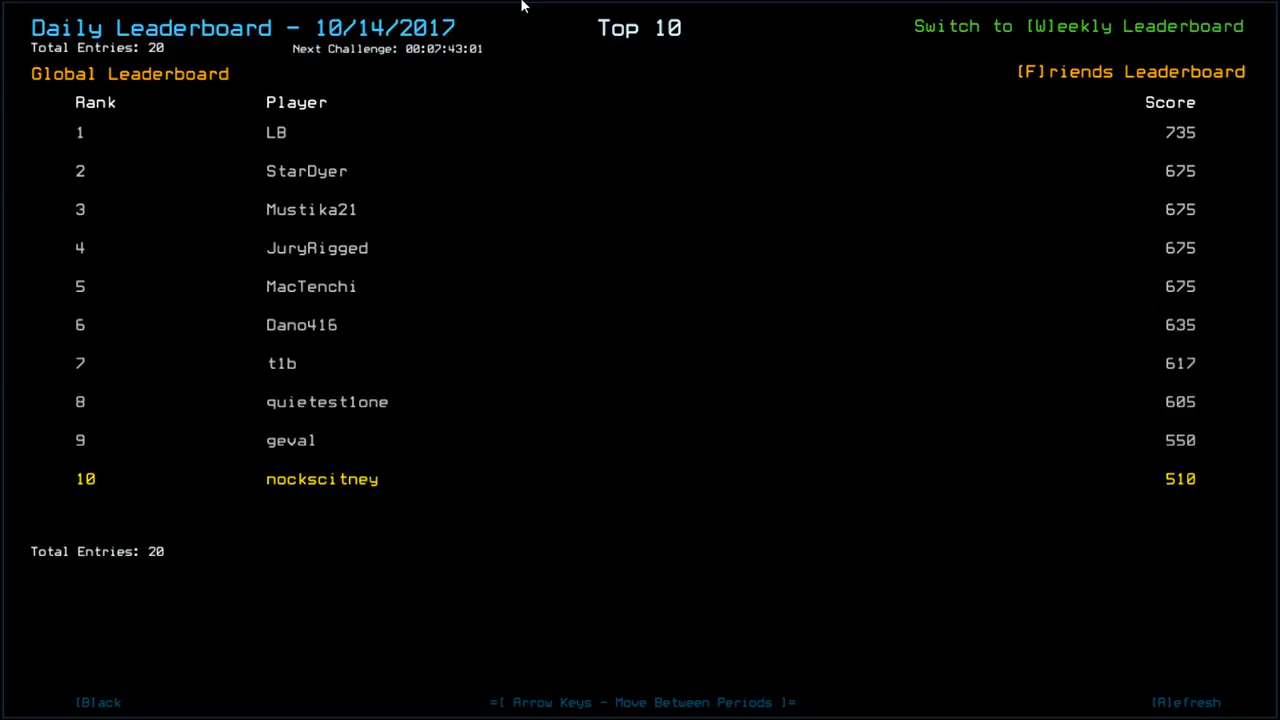 Daily Leaderboard - 10/14/2017 Top 10 Switch to [W]eekly Leaderboard
Total Entries: 20 Next Challenge: 00:07:43:01
Global Leaderboard [F]riends Leaderboard
Rank Player Score
1 LB 735
2 StarDyer 675
3 Mustika21 675
4 JuryRigged 675
5 MacTenchi 675
6 Dano416 635
7 t1b 617
8 quietest1one 605
9 geval 550
10 nockscitney 510
Total Entries: 20
[B]ack =[ Arrow Keys - Move Between Periods ]= [R]efresh